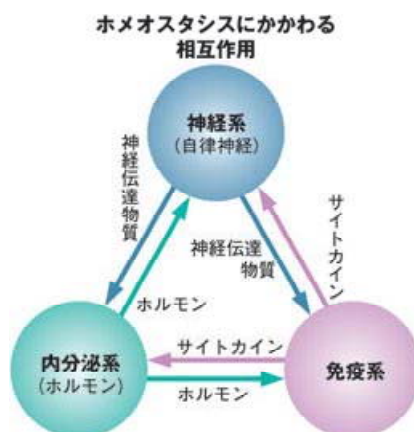 ホメオスタシスにかかわる
相互作用
神経系
(自律神経)
神経伝達物質
サイトカイン
神経伝達
物質
ホルモン
内分泌系
(ホルモン)
サイトカイン
ホルモン
免疫系